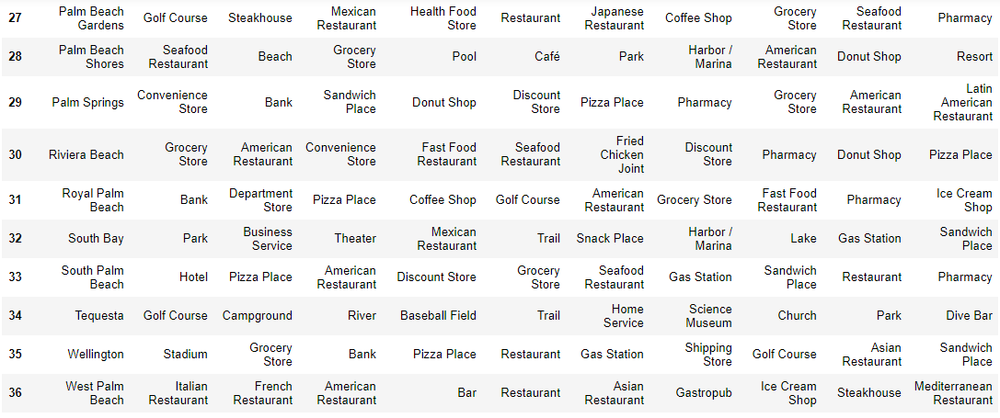 27 Palm Beach Gardens Golf Course Steakhouse Mexican Restaurant Health Food Store Restaurant Japanese Restaurant Coffee Shop Grocery Store Seafood Restaurant Pharmacy
28 Palm Beach Shores Seafood Restaurant Beach Grocery Store Pool Café Park Harbor / Marina American Restaurant Donut Shop Resort
29 Palm Springs Convenience Store Bank Sandwich Place Donut Shop Discount Store Pizza Place Pharmacy Grocery Store American Restaurant Latin American Restaurant
30 Riviera Beach Grocery Store American Restaurant Convenience Store Fast Food Restaurant Seafood Restaurant Fried Chicken Joint Discount Store Pharmacy Donut Shop Pizza Place
31 Royal Palm Beach Bank Department Store Pizza Place Coffee Shop Golf Course American Restaurant Grocery Store Fast Food Restaurant Pharmacy Ice Cream Shop
32 South Bay Park Business Service Theater Mexican Restaurant Trail Snack Place Harbor / Marina Lake Gas Station Sandwich Place
33 South Palm Beach Hotel Pizza Place American Restaurant Discount Store Grocery Store Seafood Restaurant Gas Station Sandwich Place Restaurant Pharmacy
34 Tequesta Golf Course Campground River Baseball Field Trail Home Service Science Museum Church Park Dive Bar
35 Wellington Stadium Grocery Store Bank Pizza Place Restaurant Gas Station Shipping Store Golf Course Asian Restaurant Sandwich Place
36 West Palm Beach Italian Restaurant French Restaurant American Restaurant Bar Restaurant Asian Restaurant Gastropub Ice Cream Shop Steakhouse Mediterranean Restaurant